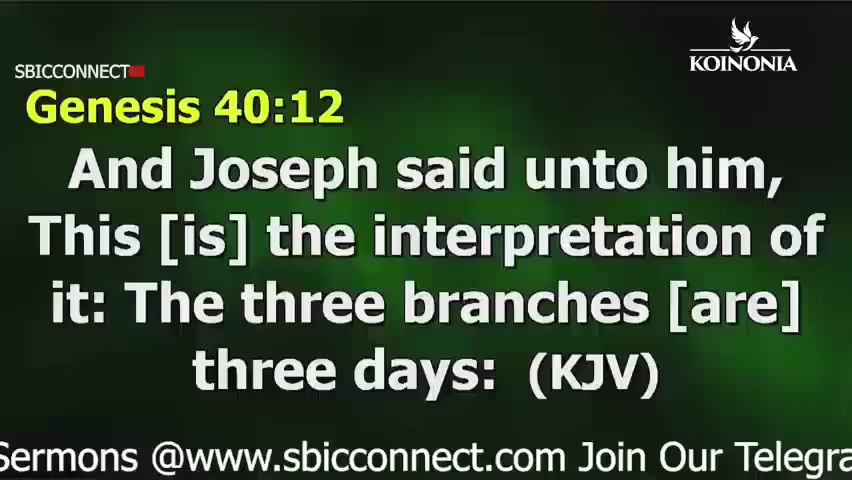 KOINONIA
SBICCONNECT
Genesis 40:12
And Joseph said unto him,
This [is] the interpretation of
it: The three branches [are]
three days: (KJV)
Sermons @www.sbicconnect.com Join Our Telegra